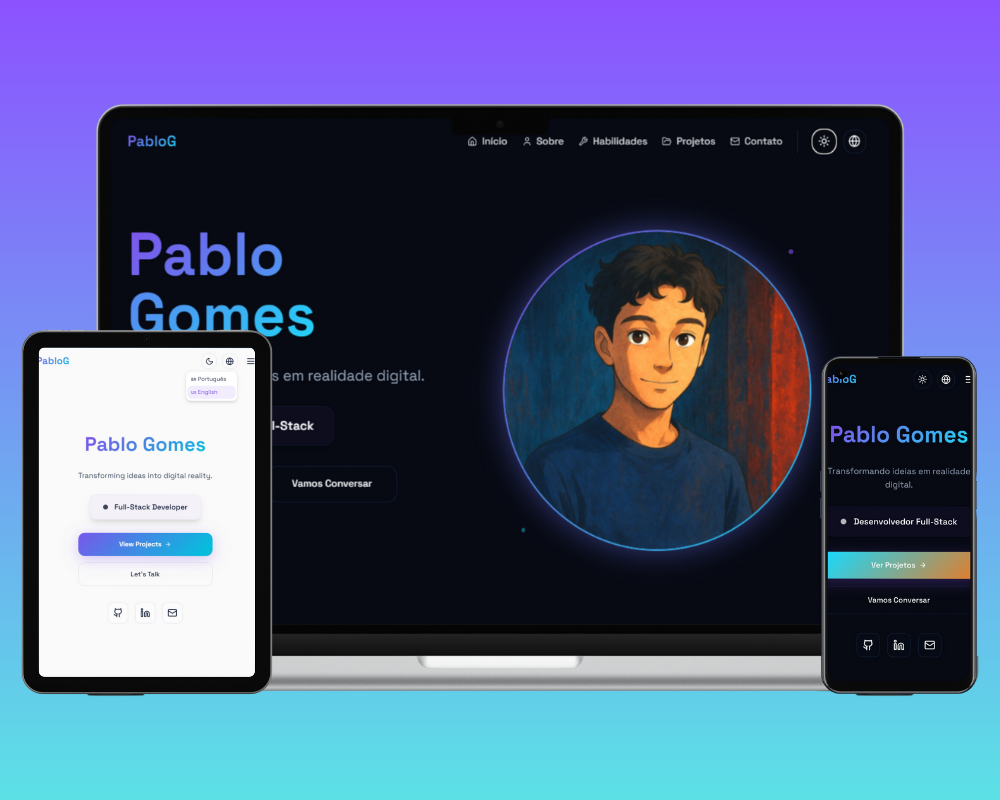 PabloG
Início Sobre Habilidades Projetos Contato
Pablo
Gomes
s em realidade digital.
l-Stack
Vamos Conversar
PabloG
Português
us English
Pablo Gomes
Transforming ideas into digital reality.
Full-Stack Developer
View Projects →
Let's Talk
abloG
Pablo Gomes
Transformando ideias em realidade
digital.
Desenvolvedor Full-Stack
Ver Projetos →
Vamos Conversar